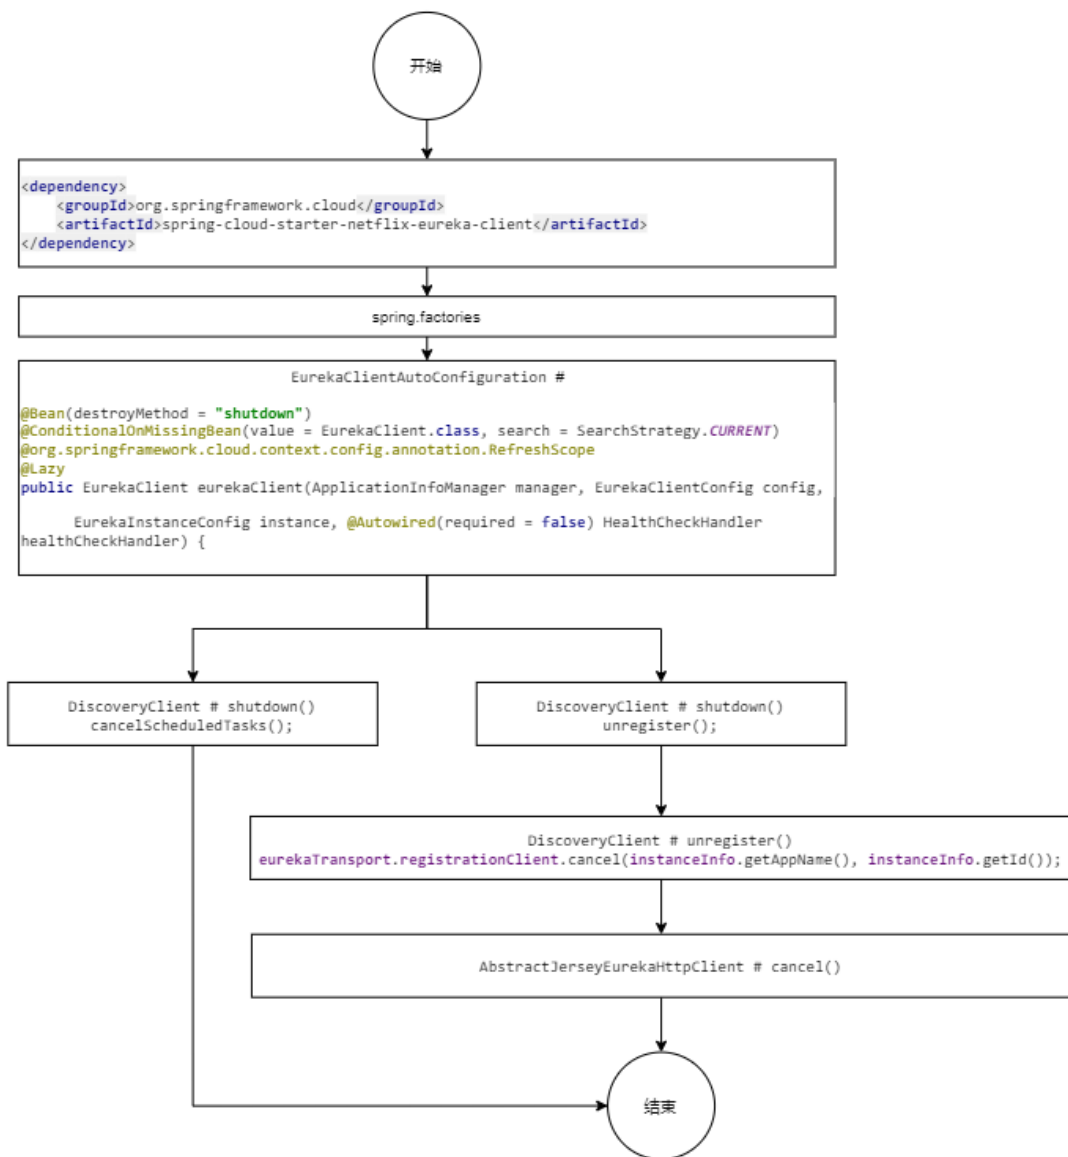 开始
<dependency>
    <groupId>org.springframework.cloud</groupId>
    <artifactId>spring-cloud-starter-netflix-eureka-client</artifactId>
</dependency>
spring.factories
EurekaClientAutoConfiguration #
@Bean(destroyMethod = "shutdown")
@ConditionalOnMissingBean(value = EurekaClient.class, search = SearchStrategy.CURRENT)
@org.springframework.cloud.context.config.annotation.RefreshScope
@Lazy
public EurekaClient eurekaClient(ApplicationInfoManager manager, EurekaClientConfig config,
      EurekaInstanceConfig instance, @Autowired(required = false) HealthCheckHandler
healthCheckHandler) {
DiscoveryClient # shutdown()
cancelScheduledTasks();
DiscoveryClient # shutdown()
unregister();
DiscoveryClient # unregister()
eurekaTransport.registrationClient.cancel(instanceInfo.getAppName(), instanceInfo.getId());
AbstractJerseyEurekaHttpClient # cancel()
结束